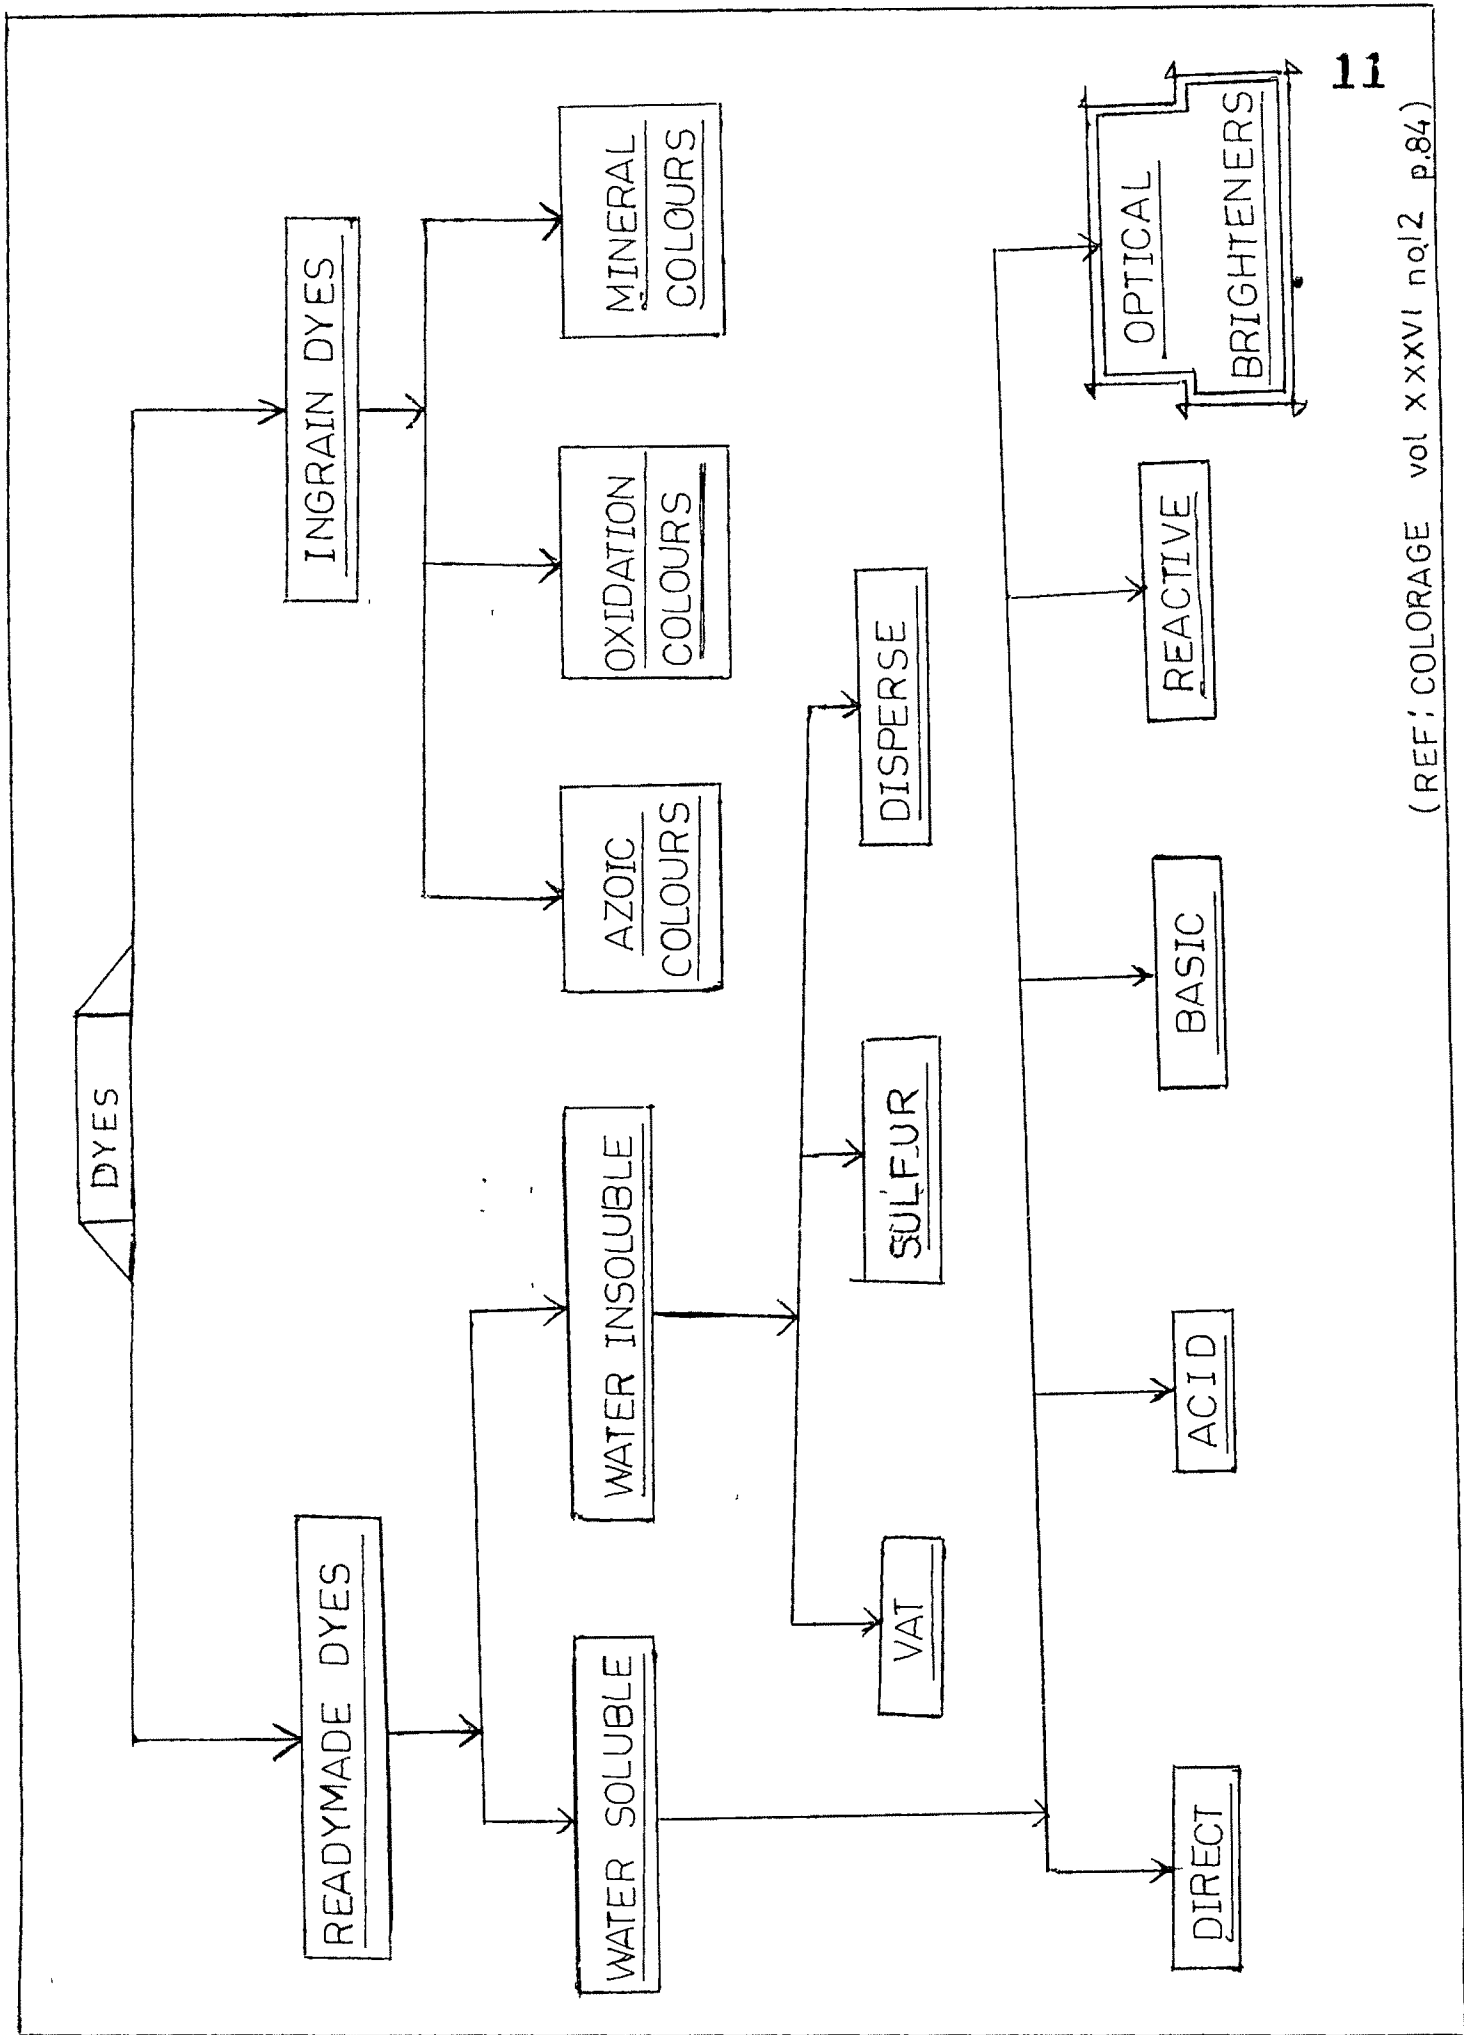 11
DYES
READYMADE DYES
INGRAIN DYES
WATER SOLUBLE
WATER INSOLUBLE
AZOIC
COLOURS
OXIDATION
COLOURS
MINERAL
COLOURS
VAT
SULFUR
DISPERSE
DIRECT
ACID
BASIC
REACTIVE
OPTICAL
BRIGHTENERS
(REF: COLORAGE vol XXXVI no.12 p.84)